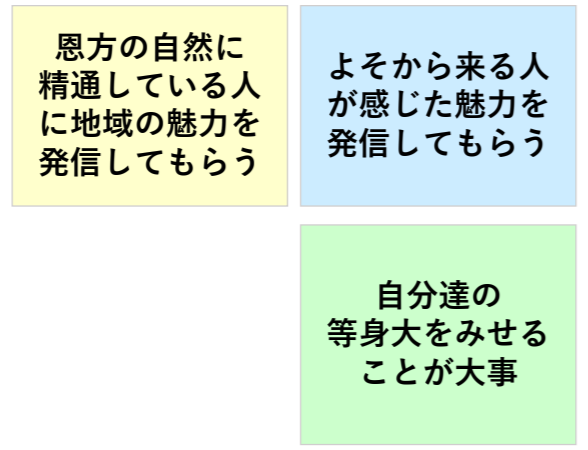 恩方の自然に
精通している人
に地域の魅力を
発信してもらう
よそから来る人
が感じた魅力を
発信してもらう
自分達の
等身大をみせる
ことが大事